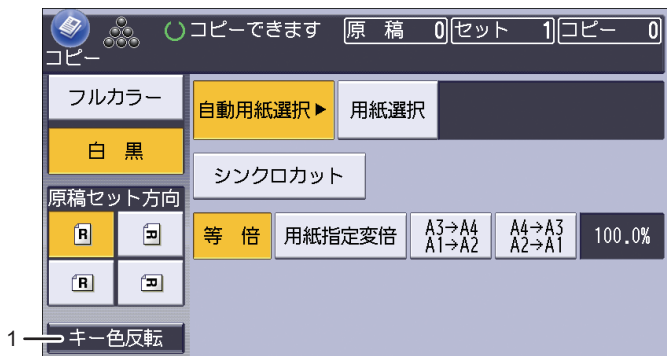 コピーできます 原 稿 0 セット 1 コピー 0
コピー
フルカラー
白 黒
原稿セット方向
R R
R R
1 キー色反転
自動用紙選択▶ 用紙選択
シンクロカット
等 倍 用紙指定変倍 A3→A4 A4→A3 100.0%
A1→A2 A2→A1